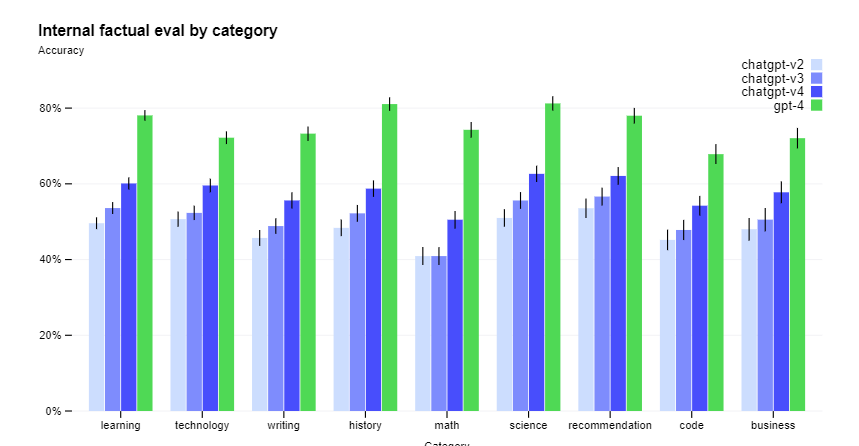 Internal factual eval by category
Accuracy
chatgpt-v2
chatgpt-v3
chatgpt-v4
gpt-4
80%
60%
40%
20%
0%
learning technology writing history math science recommendation code business
Category